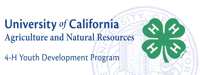 University of California
Agriculture and Natural Resources
4-H Youth Development Program
H H
H H